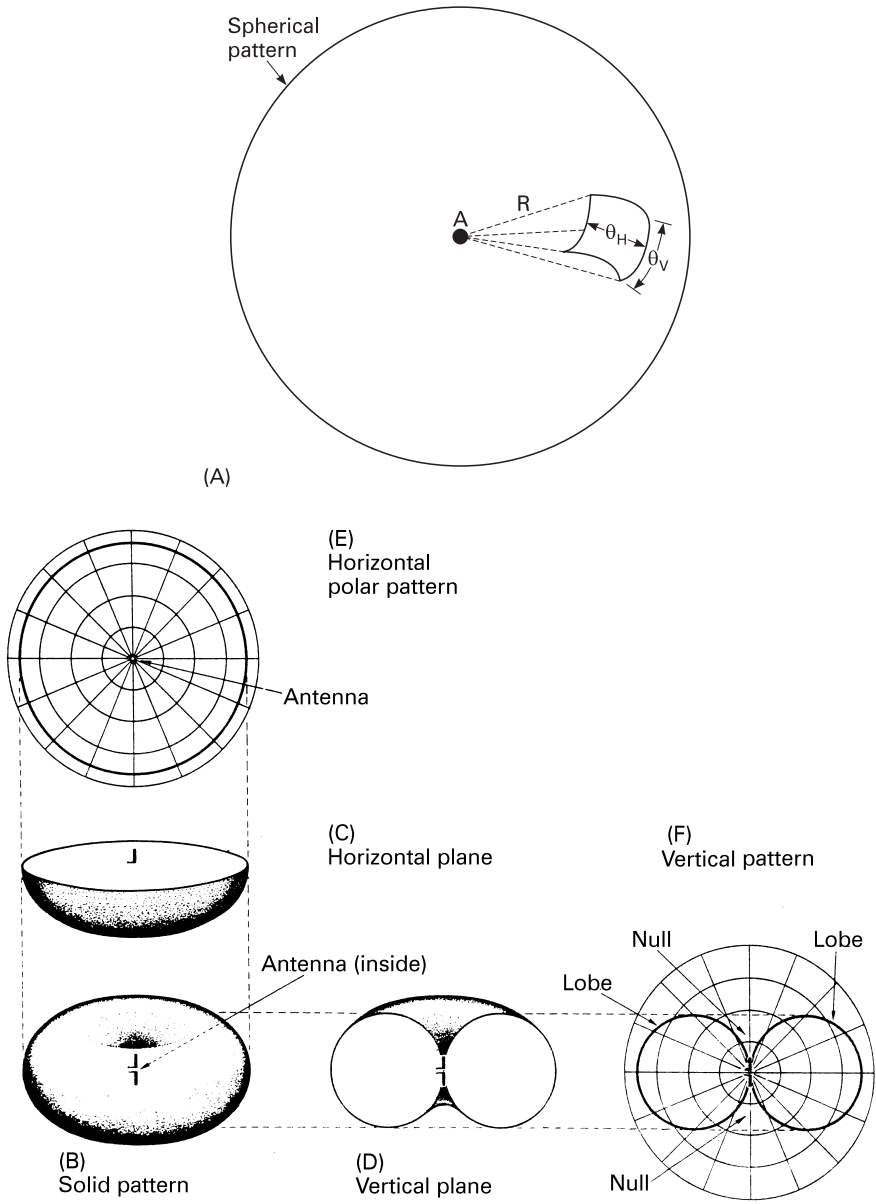 Spherical
pattern
R
A
θH
θV
(A)
(E)
Horizontal
polar pattern
Antenna
(C)
Horizontal plane
(F)
Vertical pattern
Null
Lobe
Antenna (inside)
Lobe
Null
(B)
Solid pattern
(D)
Vertical plane